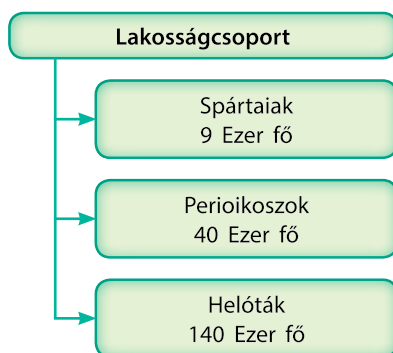 Lakosságcsoport
Spártaiak
9 Ezer fő
Perioikoszok
40 Ezer fő
Helóták
140 Ezer fő